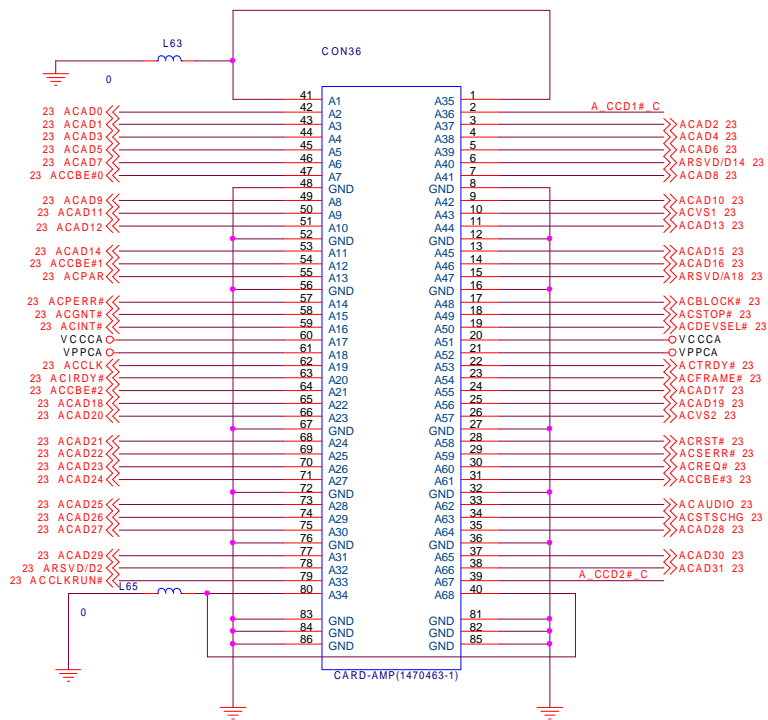 L63
CON36
0
41 A1 A35 1
42 A2 A36 2 A_CCD1#_C
23 ACAD0
43 A3 A37 3 ACAD2 23
23 ACAD1
44 A4 A38 4 ACAD4 23
23 ACAD3
45 A5 A39 5 ACAD6 23
23 ACAD5
46 A6 A40 6 ARSVD/D14 23
23 ACAD7
47 A7 A41 7 ACAD8 23
23 ACCBE#0
48 GND GND 8
23 ACAD9 49 A8 A42 9 ACAD10 23
23 ACAD11 50 A9 A43 10 ACVS1 23
23 ACAD12 51 A10 A44 11 ACAD13 23
52 GND GND 12
23 ACAD14 53 A11 A45 13 ACAD15 23
23 ACCBE#1 54 A12 A46 14 ACAD16 23
23 ACPAR 55 A13 A47 15 ARSVD/A18 23
56 GND GND 16
23 ACPERR# 57 A14 A48 17 ACBLOCK# 23
23 ACGNT# 58 A15 A49 18 ACSTOP# 23
23 ACINT# 59 A16 A50 19 ACDEVSEL# 23
VCCCA 60 A17 A51 20 VCCCA
VPPCA 61 A18 A52 21 VPPCA
23 ACCLK 62 A19 A53 22 ACTRDY# 23
23 ACIRDY# 63 A20 A54 23 ACFRAME# 23
23 ACCBE#2 64 A21 A55 24 ACAD17 23
23 ACAD18 65 A22 A56 25 ACAD19 23
23 ACAD20 66 A23 A57 26 ACVS2 23
67 GND GND 27
23 ACAD21 68 A24 A58 28 ACRST# 23
23 ACAD22 69 A25 A59 29 ACSERR# 23
23 ACAD23 70 A26 A60 30 ACREQ# 23
23 ACAD24 71 A27 A61 31 ACCBE#3 23
72 GND GND 32
23 ACAD25 73 A28 A62 33 ACAUDIO 23
23 ACAD26 74 A29 A63 34 ACSTSCHG 23
23 ACAD27 75 A30 A64 35 ACAD28 23
76 GND GND 36
23 ACAD29 77 A31 A65 37 ACAD30 23
23 ARSVD/D2 78 A32 A66 38 ACAD31 23
23 ACCLKRUN# 79 A33 A67 39 A_CCD2#_C
L65
80 A34 A68 40
0
83 GND GND 81
84 GND GND 82
86 GND GND 85
CARD-AMP(1470463-1)